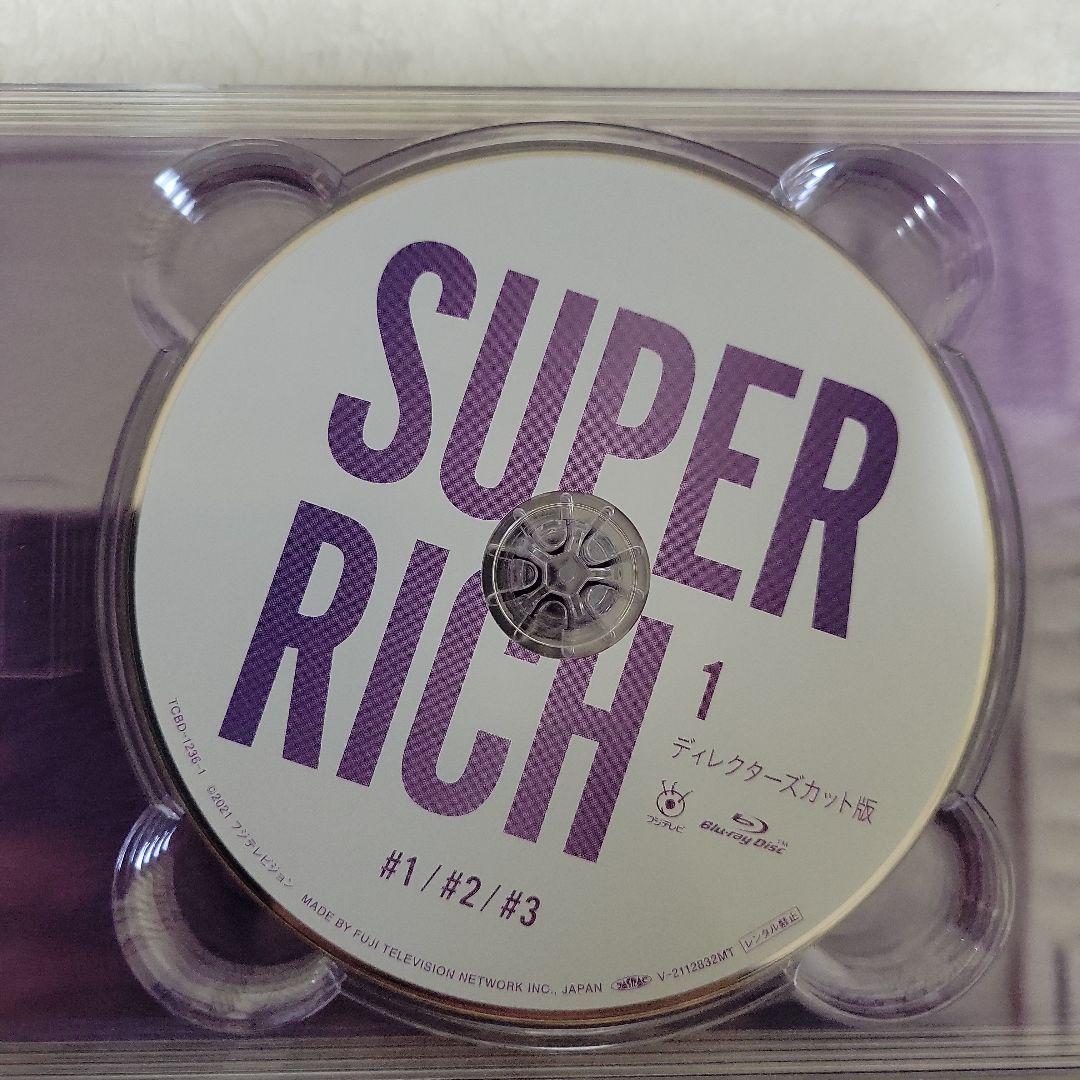 SUPER
RICH
1
ディレクターズカット版
フジテレビ
Blu-ray Disc™
#1/#2/#3
TCBD-1236-1
©2021 フジテレビジョン
MADE BY FUJI TELEVISION NETWORK INC., JAPAN
JASRAC
V-2112832MT
レンタル禁止